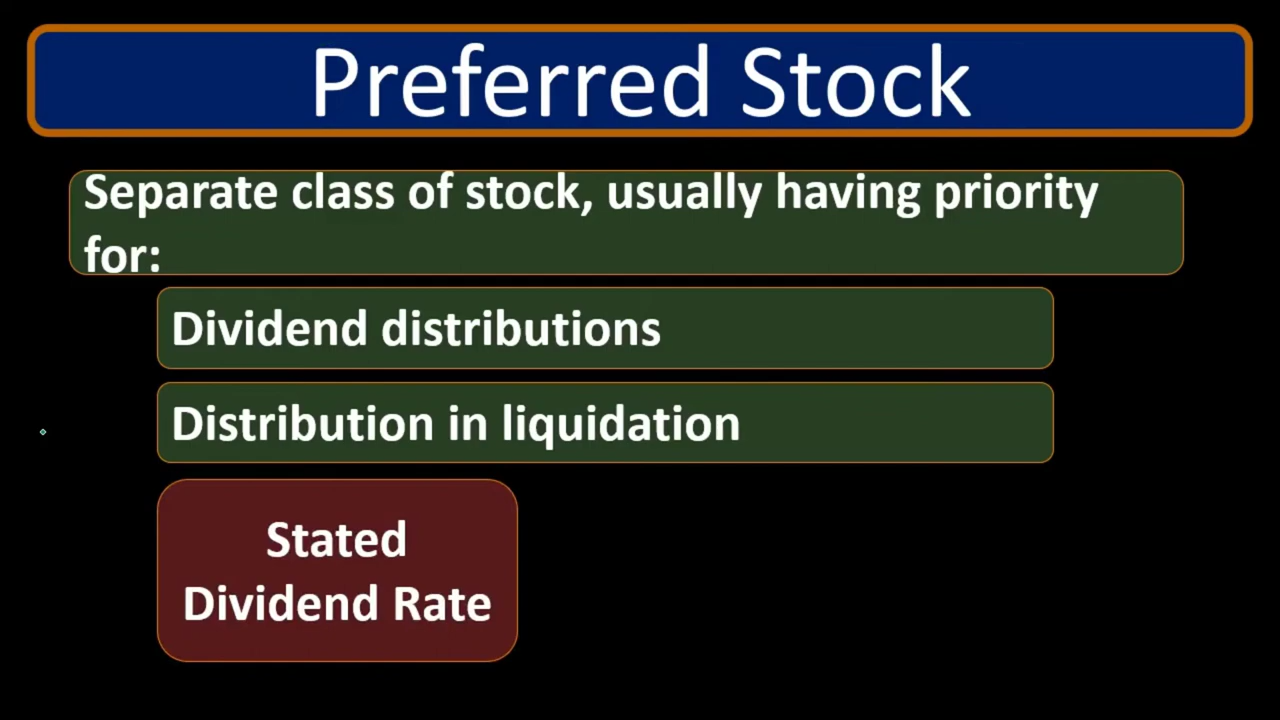 Preferred Stock
Separate class of stock, usually having priority
for:
Dividend distributions
Distribution in liquidation
Stated
Dividend Rate